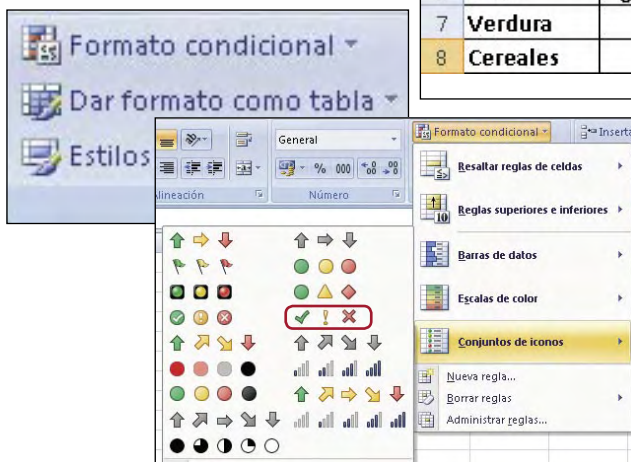 Formato condicional
Dar formato como tabla
Estilos
7 Verdura
8 Cereales
General
% 000
Alineación
Número
Formato condicional
Inserta
Resaltar reglas de celdas
Reglas superiores e inferiores
10
Barras de datos
Escalas de color
Conjuntos de iconos
Nueva regla...
Borrar reglas
Administrar reglas...